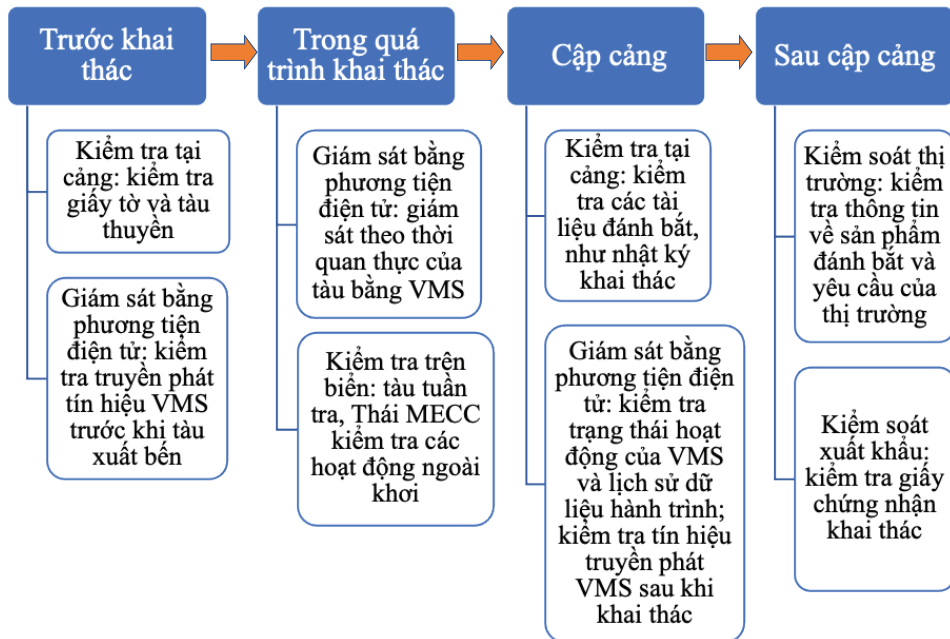 Trước khai
thác
Kiểm tra tại
cảng: kiểm tra
giấy tờ và tàu
thuyền
Giám sát bằng
phương tiện
điện tử: kiểm
tra truyền phát
tín hiệu VMS
trước khi tàu
xuất bến
Trong quá
trình khai thác
Giám sát bằng
phương tiện
điện tử: giám
sát theo thời
quan thực của
tàu bằng VMS
Kiểm tra trên
biển: tàu tuần
tra, Thái MECC
kiểm tra các
hoạt động ngoài
khơi
Cập cảng
Kiểm tra tại
cảng: kiểm
tra các tài
liệu đánh bắt,
như nhật ký
khai thác
Giám sát bằng
phương tiện điện
tử: kiểm tra
trạng thái hoạt
động của VMS
và lịch sử dữ
liệu hành trình;
kiểm tra tín hiệu
truyền phát
VMS sau khi
khai thác
Sau cập cảng
Kiểm soát thị
trường: kiểm
tra thông tin
về sản phẩm
đánh bắt và
yêu cầu của
thị trường
Kiểm soát
xuất khẩu;
kiểm tra giấy
chứng nhận
khai thác